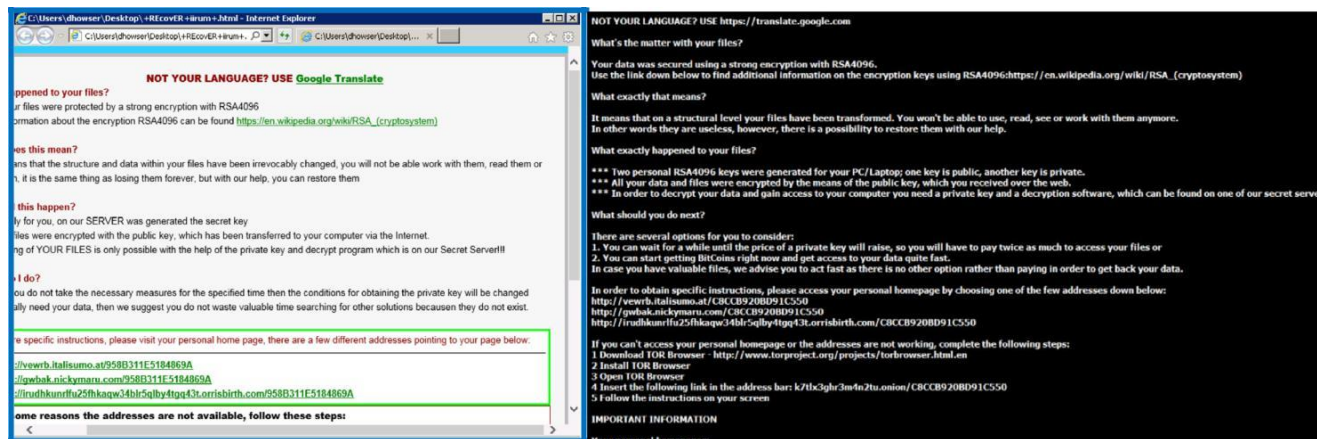 C:\Users\dhowser\Desktop\+REcovER+iirum+.html - Internet Explorer
C:\Users\dhowser\Desktop\+REcovER+iirum+.
C:\Users\dhowser\Desktop\...
NOT YOUR LANGUAGE? USE Google Translate
ppened to your files?
ur files were protected by a strong encryption with RSA4096
ormation about the encryption RSA4096 can be found https://en.wikipedia.org/wiki/RSA_(cryptosystem)
es this mean?
ans that the structure and data within your files have been irrevocably changed, you will not be able work with them, read them or
, it is the same thing as losing them forever, but with our help, you can restore them
this happen?
ly for you, on our SERVER was generated the secret key
files were encrypted with the public key, which has been transferred to your computer via the Internet.
ng of YOUR FILES is only possible with the help of the private key and decrypt program which is on our Secret Server!!!
I do?
ou do not take the necessary measures for the specified time then the conditions for obtaining the private key will be changed
ally need your data, then we suggest you do not waste valuable time searching for other solutions becausen they do not exist.
re specific instructions, please visit your personal home page, there are a few different addresses pointing to your page below:
://vewrb.italisumo.at/958B311E5184869A
://gwbak.nickymaru.com/958B311E5184869A
://irudhkunrlfu25fhkaqw34blr5qlby4tgq43t.orrisbirth.com/958B311E5184869A
ome reasons the addresses are not available, follow these steps:
NOT YOUR LANGUAGE? USE https://translate.google.com
What's the matter with your files?
Your data was secured using a strong encryption with RSA4096.
Use the link down below to find additional information on the encryption keys using RSA4096:https://en.wikipedia.org/wiki/RSA_(cryptosystem)
What exactly that means?
It means that on a structural level your files have been transformed. You won't be able to use, read, see or work with them anymore.
In other words they are useless, however, there is a possibility to restore them with our help.
What exactly happened to your files?
*** Two personal RSA4096 keys were generated for your PC/Laptop; one key is public, another key is private.
*** All your data and files were encrypted by the means of the public key, which you received over the web.
*** In order to decrypt your data and gain access to your computer you need a private key and a decryption software, which can be found on one of our secret serve
What should you do next?
There are several options for you to consider:
1. You can wait for a while until the price of a private key will raise, so you will have to pay twice as much to access your files or
2. You can start getting BitCoins right now and get access to your data quite fast.
In case you have valuable files, we advise you to act fast as there is no other option rather than paying in order to get back your data.
In order to obtain specific instructions, please access your personal homepage by choosing one of the few addresses down below:
http://vewrb.italisumo.at/C8CCB920BD91C550
http://gwbak.nickymaru.com/C8CCB920BD91C550
http://irudhkunrlfu25fhkaqw34blr5qlby4tgq43t.orrisbirth.com/C8CCB920BD91C550
If you can't access your personal homepage or the addresses are not working, complete the following steps:
1 Download TOR Browser - http://www.torproject.org/projects/torbrowser.html.en
2 Install TOR Browser
3 Open TOR Browser
4 Insert the following link in the address bar: k7tlx3ghr3m4n2tu.onion/C8CCB920BD91C550
5 Follow the instructions on your screen
IMPORTANT INFORMATION